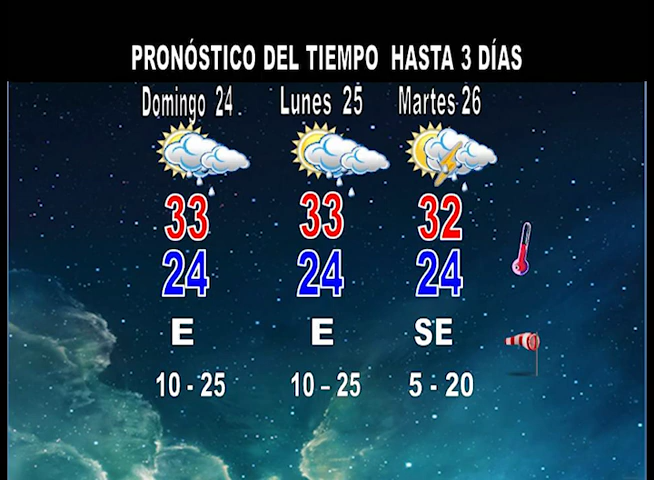 PRONÓSTICO DEL TIEMPO HASTA 3 DÍAS
Domingo 24 Lunes 25 Martes 26
33 33 32
24 24 24
E E SE
10 - 25 10 – 25 5 - 20